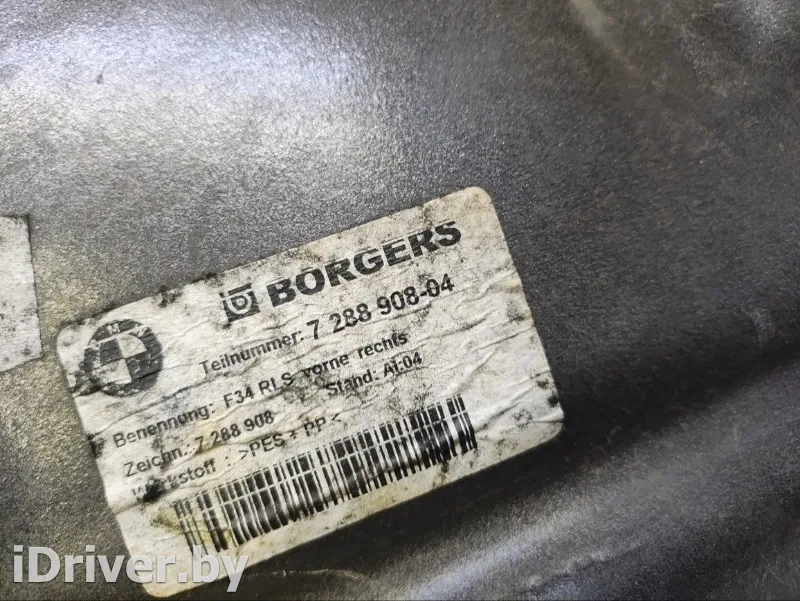 BORGERS
Teilnummer: 7 288 908-04
Benennung: F34 RLS vorne rechts
Zeichn.: 7 288 908 Stand: AI:04
Werkstoff : >PES + PP<
iDriver.by